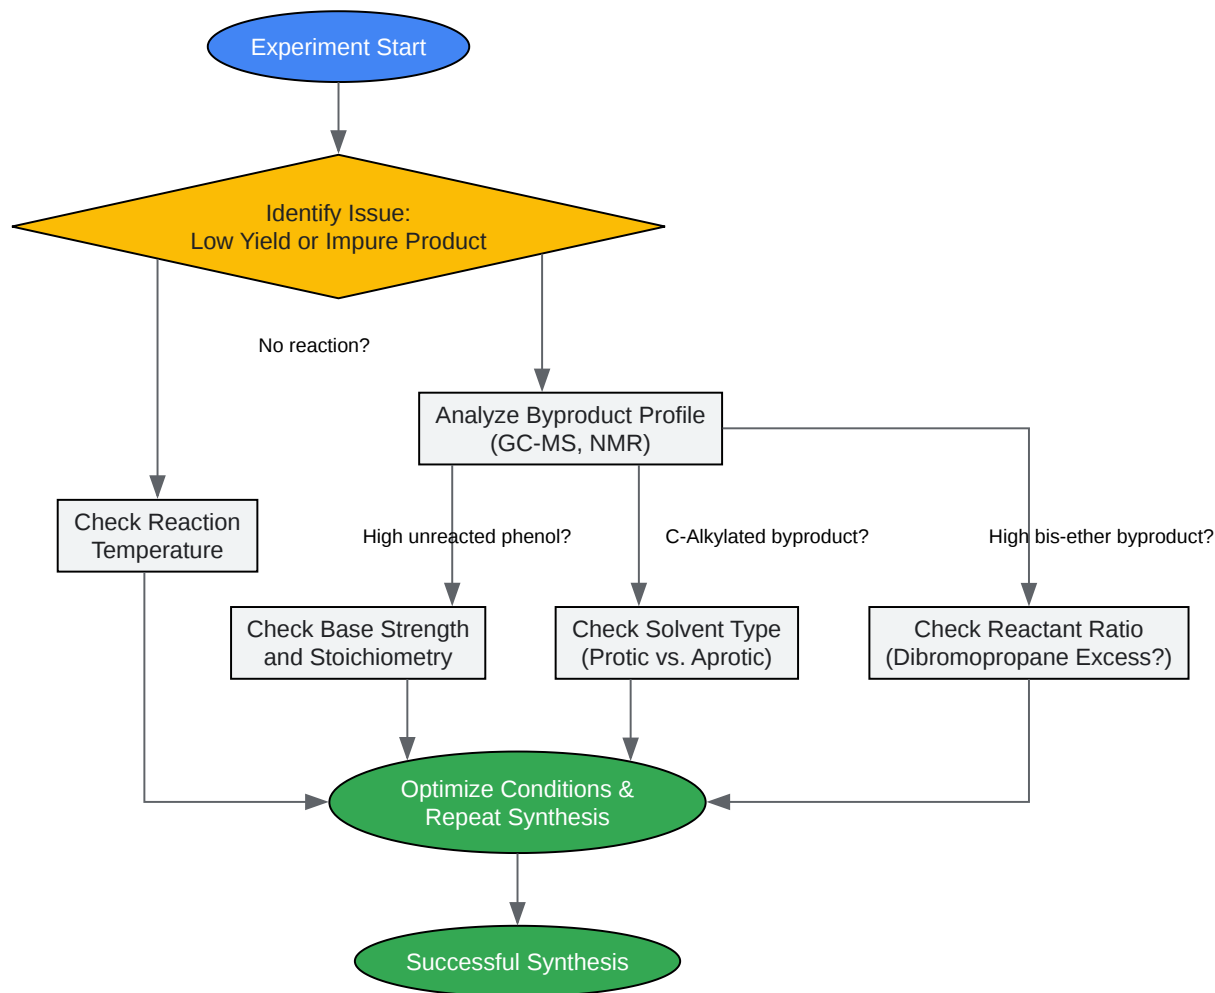 Experiment Start
Identify Issue:
Low Yield or Impure Product
No reaction?
Analyze Byproduct Profile
(GC-MS, NMR)
Check Reaction
Temperature
High unreacted phenol?
C-Alkylated byproduct?
High bis-ether byproduct?
Check Base Strength
and Stoichiometry
Check Solvent Type
(Protic vs. Aprotic)
Check Reactant Ratio
(Dibromopropane Excess?)
Optimize Conditions &
Repeat Synthesis
Successful Synthesis